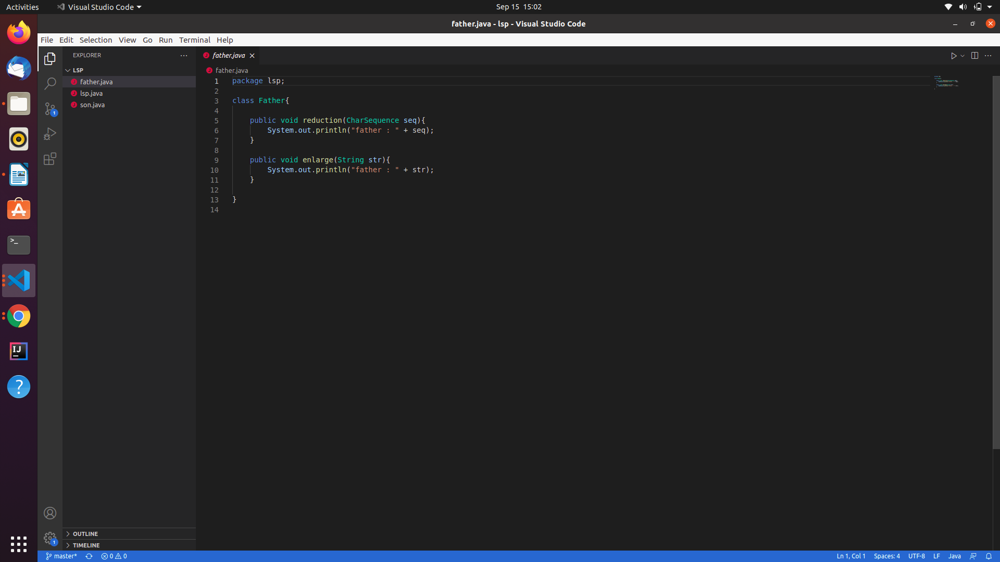 Activities
Visual Studio Code
Sep 15 15:02
father.java - lsp - Visual Studio Code
File Edit Selection View Go Run Terminal Help
EXPLORER
LSP
father.java
lsp.java
son.java
OUTLINE
TIMELINE
father.java
father.java
1 package lsp;
2
3 class Father{
4
5 public void reduction(CharSequence seq){
6 System.out.println("father : " + seq);
7 }
8
9 public void enlarge(String str){
10 System.out.println("father : " + str);
11 }
12
13 }
14
>_
IJ
?
1
1
master* 0 0
Ln 1, Col 1 Spaces: 4 UTF-8 LF Java